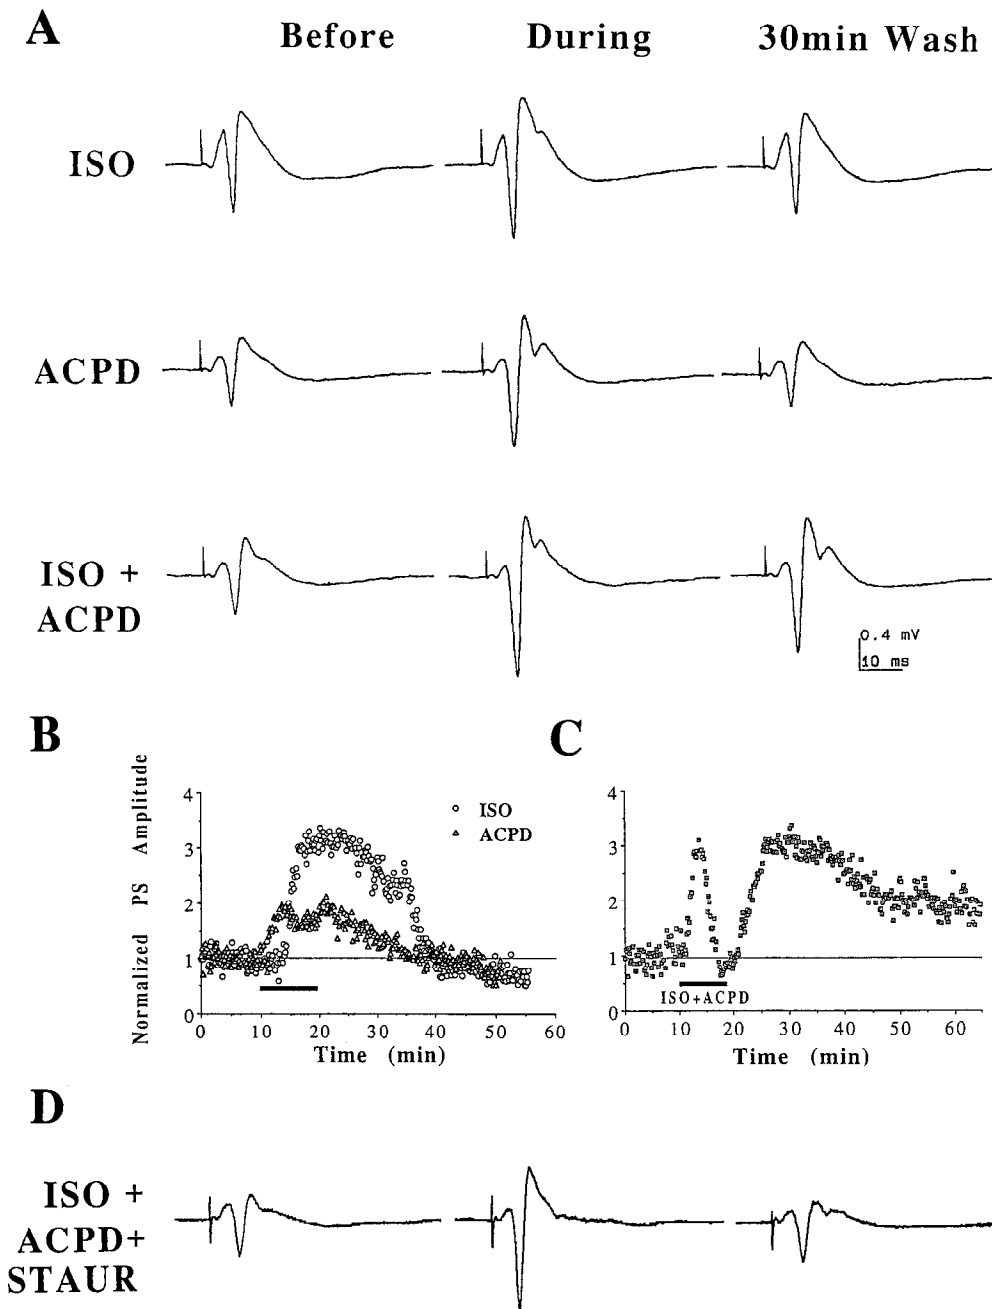 A
Before During 30min Wash
ISO
ACPD
ISO +
ACPD
0.4 mV
10 ms
B
Normalized PS Amplitude
4
3
2
1
0
0 10 20 30 40 50 60
Time (min)
ISO
ACPD
C
4
3
2
1
0
ISO+ACPD
0 10 20 30 40 50 60
Time (min)
D
ISO +
ACPD+
STAUR